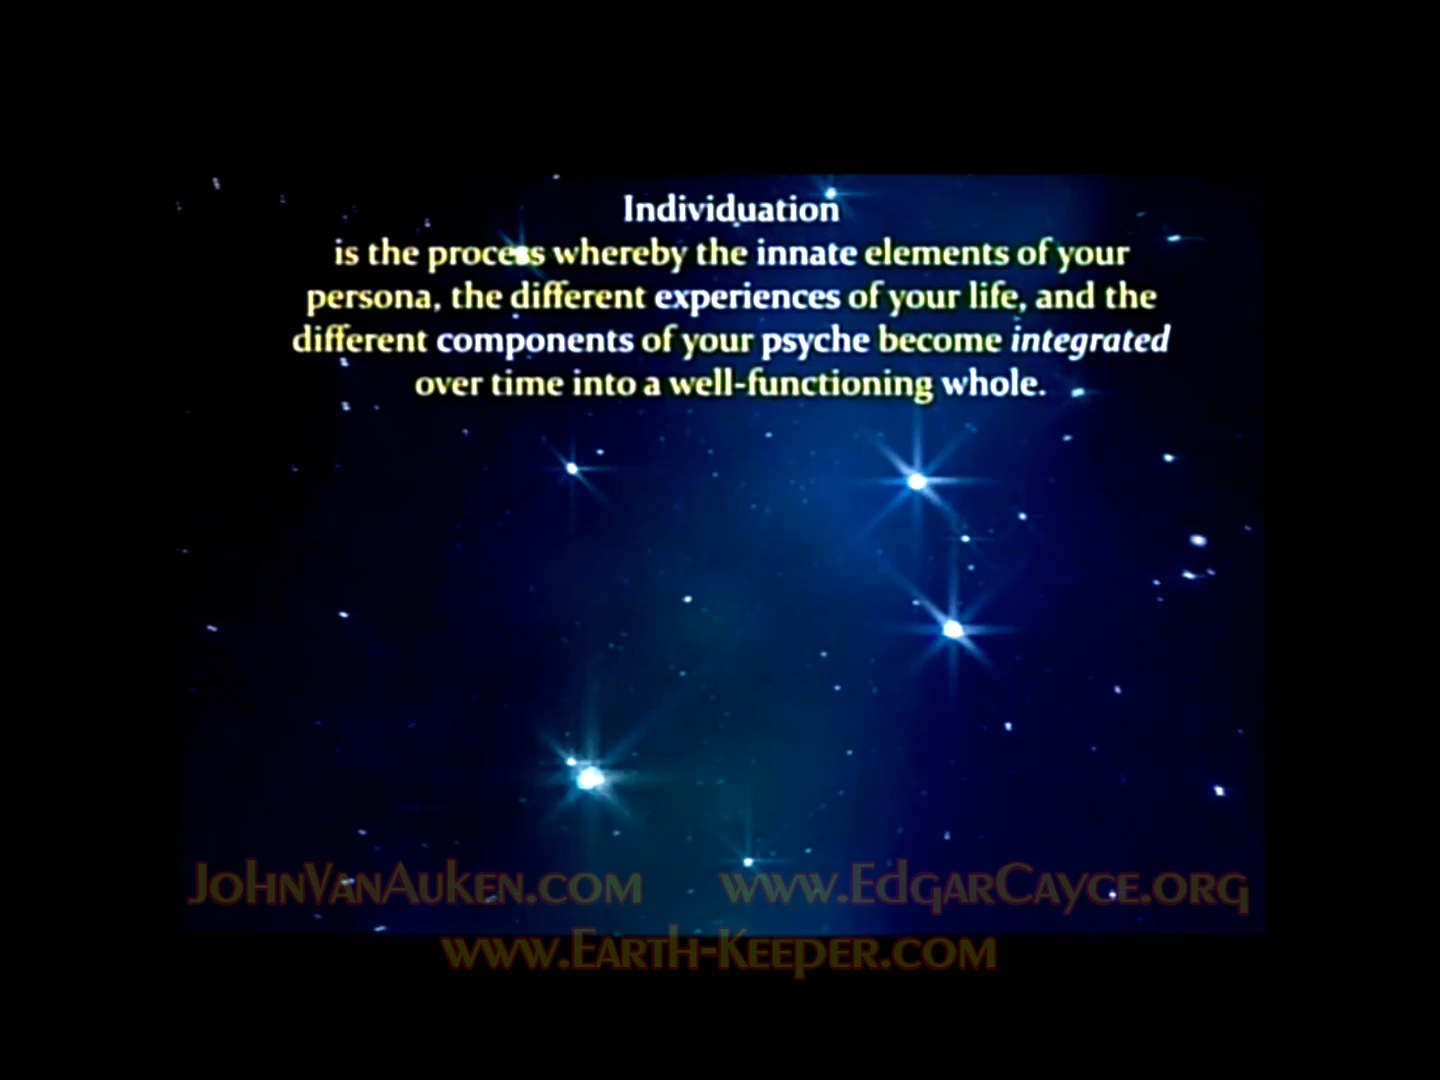 Individuation
is the process whereby the innate elements of your
persona, the different experiences of your life, and the
different components of your psyche become integrated
over time into a well-functioning whole.
JohnVanAuken.com www.EdgarCayce.org
www.Earth-Keeper.com